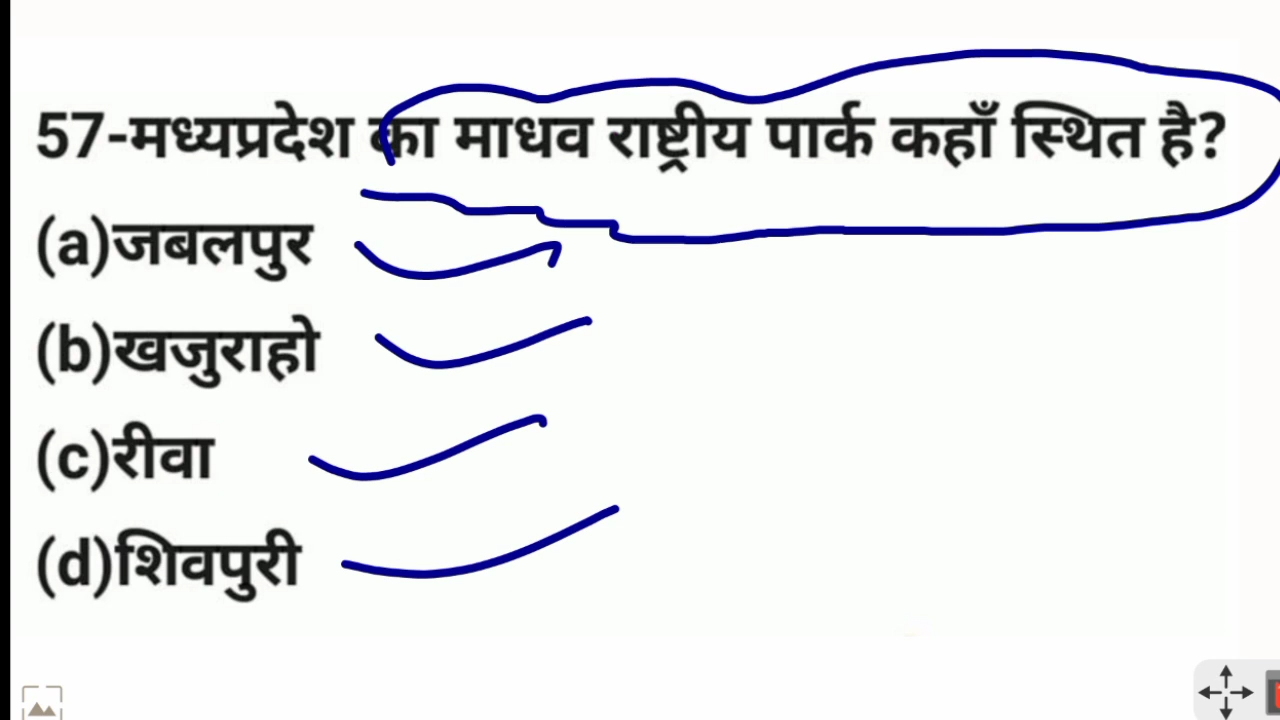 57-मध्यप्रदेश का माधव राष्ट्रीय पार्क कहाँ स्थित है?
(a)जबलपुर
(b)खजुराहो
(c)रीवा
(d)शिवपुरी